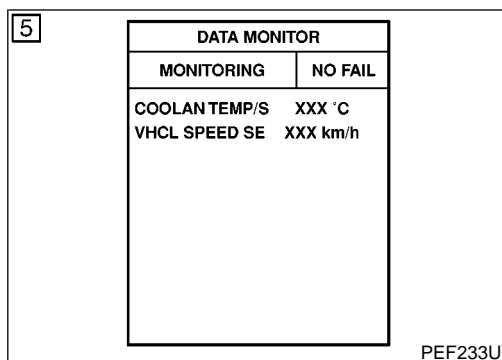 5
DATA MONITOR
MONITORING NO FAIL
COOLAN TEMP/S XXX °C
VHCL SPEED SE XXX km/h
PEF233U